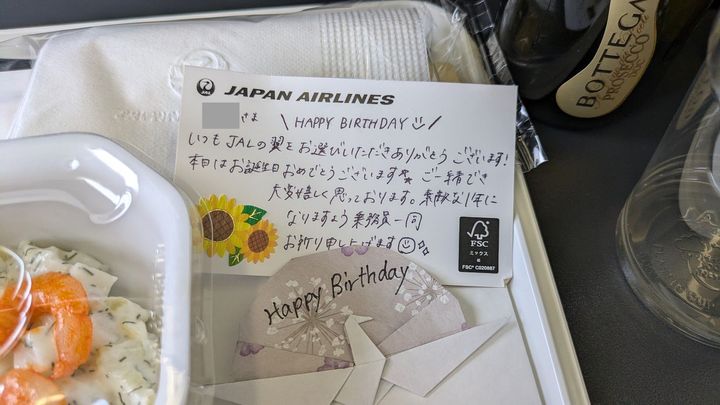 JAL
JAPAN AIRLINES
さま \ HAPPY BIRTHDAY /
いつも JALの翼をお選びいただきありがとうございます!
本日はお誕生日おめでとうございます ご一緒でき
大変嬉しく思っております。素敵な1年に
なりますよう乗務員一同
お祈り申し上げます
FSC
ミックス
紙
FSC® C020867
Happy Birthday
BOTTEGA
PROSECCO
DOC